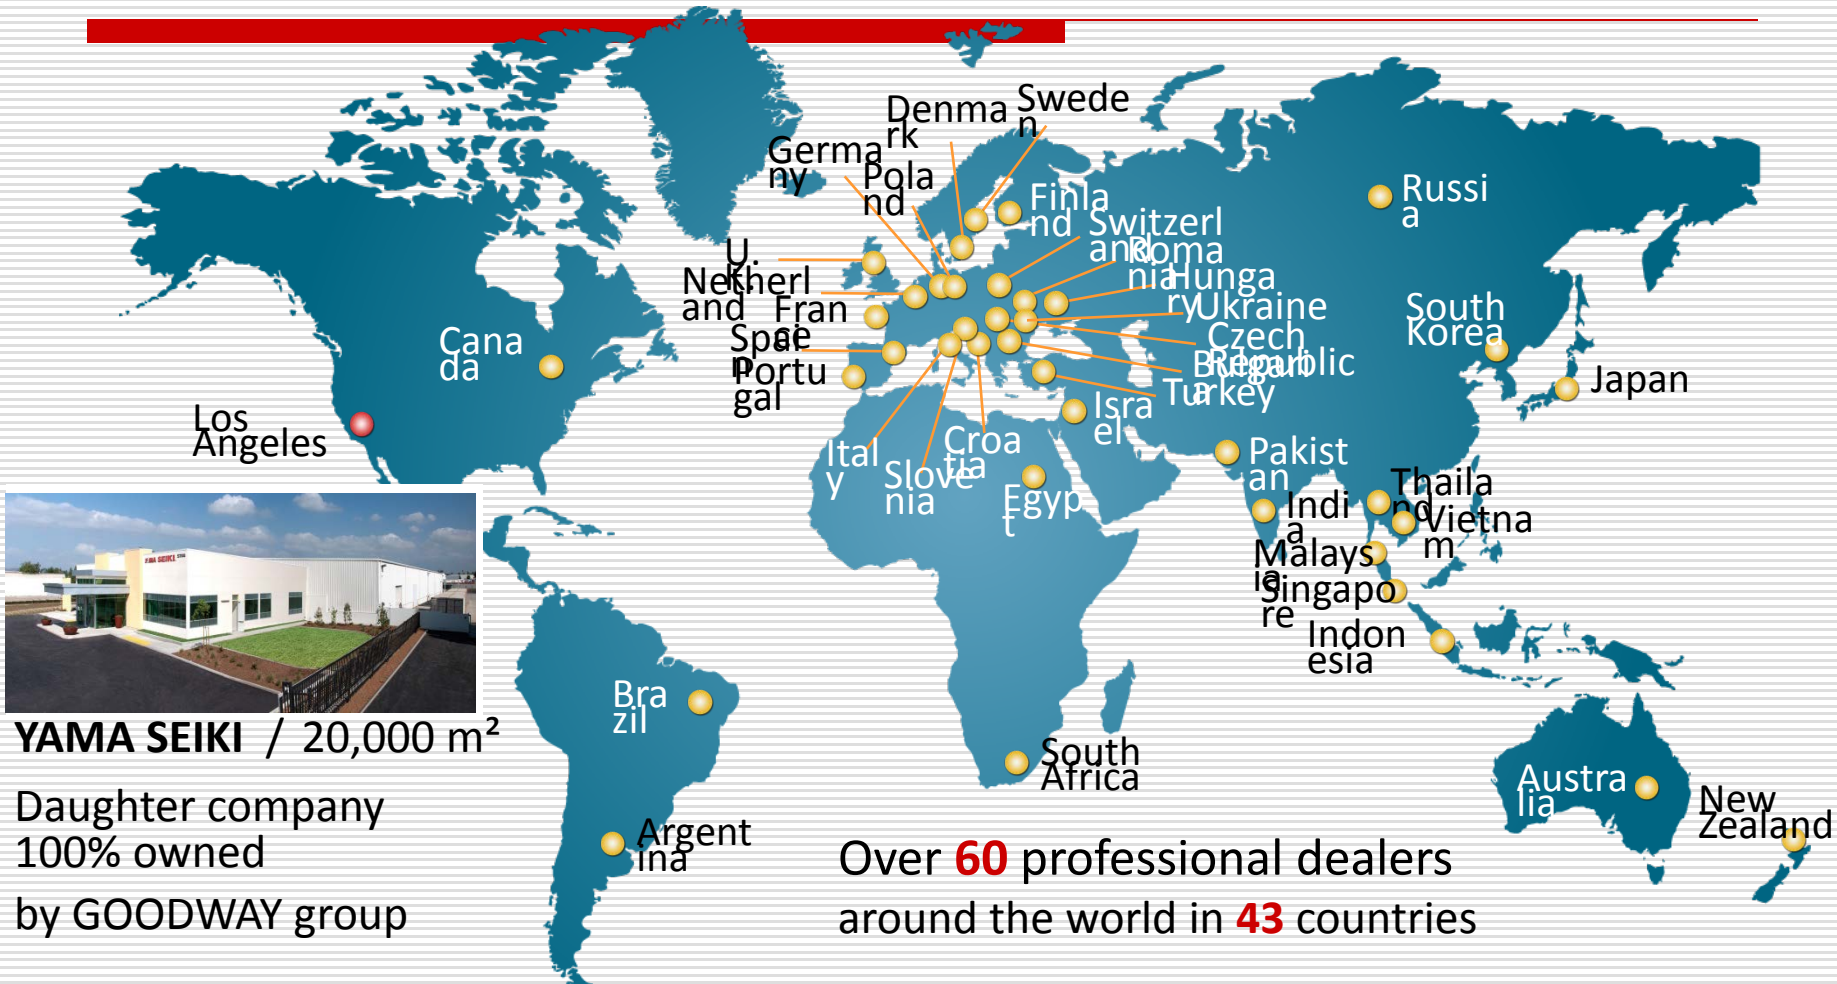 Denma
rk
Swede
n
Germa
ny
Pola
nd
Finla
nd
Russi
a
Switzerl
and
Roma
nia
U.
K.
Netherl
and
Hunga
ry
Fran
ce
Ukraine
South
Korea
Spai
n
Czech
Republic
Cana
da
Portu
gal
Bulgari
a
Turkey
Japan
Los
Angeles
Isra
el
Ital
y
Croa
tia
Slove
nia
Egyp
t
Pakist
an
Thaila
nd
Indi
a
Vietna
m
Malays
ia
Singapo
re
Indon
esia
YAMA SEIKI
Bra
zil
YAMA SEIKI / 20,000 m²
South
Africa
Austra
lia
New
Zealand
Daughter company
100% owned
by GOODWAY group
Argent
ina
Over 60 professional dealers
around the world in 43 countries